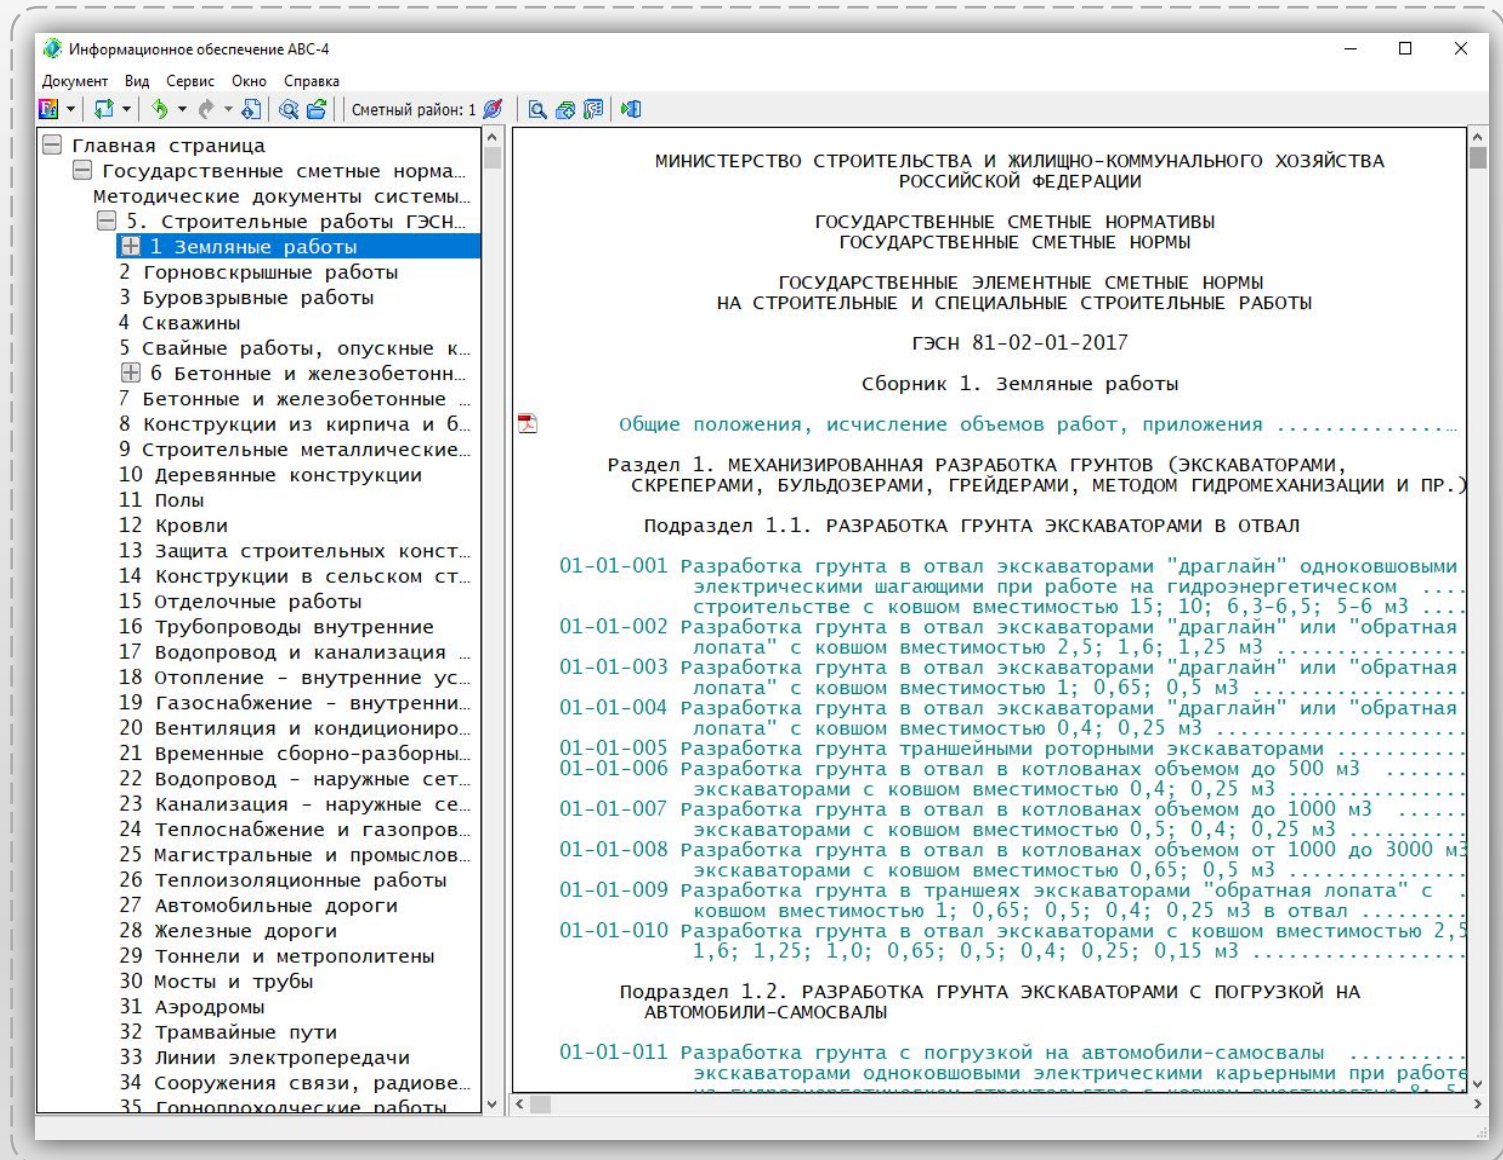 Информационное обеспечение АВС-4
Документ Вид Сервис Окно Справка
Сметный район: 1
Главная страница
Государственные сметные норма...
Методические документы системы...
5. Строительные работы ГЭСН...
1 Земляные работы
2 Горновскрышные работы
3 Буровзрывные работы
4 Скважины
5 Свайные работы, опускные к...
6 Бетонные и железобетонн...
7 Бетонные и железобетонные ...
8 Конструкции из кирпича и б...
9 Строительные металлические...
10 Деревянные конструкции
11 Полы
12 Кровли
13 Защита строительных конст...
14 Конструкции в сельском ст...
15 Отделочные работы
16 Трубопроводы внутренние
17 Водопровод и канализация ...
18 Отопление - внутренние ус...
19 Газоснабжение - внутренни...
20 Вентиляция и кондициониро...
21 Временные сборно-разборны...
22 Водопровод - наружные сет...
23 Канализация - наружные се...
24 Теплоснабжение и газопров...
25 Магистральные и промыслов...
26 Теплоизоляционные работы
27 Автомобильные дороги
28 Железные дороги
29 Тоннели и метрополитены
30 Мосты и трубы
31 Аэродромы
32 Трамвайные пути
33 Линии электропередачи
34 Сооружения связи, радиове...
35 Горнопроходческие работы
МИНИСТЕРСТВО СТРОИТЕЛЬСТВА И ЖИЛИЩНО-КОММУНАЛЬНОГО ХОЗЯЙСТВА
РОССИЙСКОЙ ФЕДЕРАЦИИ
ГОСУДАРСТВЕННЫЕ СМЕТНЫЕ НОРМАТИВЫ
ГОСУДАРСТВЕННЫЕ СМЕТНЫЕ НОРМЫ
ГОСУДАРСТВЕННЫЕ ЭЛЕМЕНТНЫЕ СМЕТНЫЕ НОРМЫ
НА СТРОИТЕЛЬНЫЕ И СПЕЦИАЛЬНЫЕ СТРОИТЕЛЬНЫЕ РАБОТЫ
ГЭСН 81-02-01-2017
Сборник 1. Земляные работы
Общие положения, исчисление объемов работ, приложения .................
Раздел 1. МЕХАНИЗИРОВАННАЯ РАЗРАБОТКА ГРУНТОВ (ЭКСКАВАТОРАМИ,
СКРЕПЕРАМИ, БУЛЬДОЗЕРАМИ, ГРЕЙДЕРАМИ, МЕТОДОМ ГИДРОМЕХАНИЗАЦИИ И ПР.)
Подраздел 1.1. РАЗРАБОТКА ГРУНТА ЭКСКАВАТОРАМИ В ОТВАЛ
01-01-001 Разработка грунта в отвал экскаваторами "драглайн" одноковшовыми
электрическими шагающими при работе на гидроэнергетическом ....
строительстве с ковшом вместимостью 15; 10; 6,3-6,5; 5-6 м3 ....
01-01-002 Разработка грунта в отвал экскаваторами "драглайн" или "обратная
лопата" с ковшом вместимостью 2,5; 1,6; 1,25 м3 ................
01-01-003 Разработка грунта в отвал экскаваторами "драглайн" или "обратная
лопата" с ковшом вместимостью 1; 0,65; 0,5 м3 ..................
01-01-004 Разработка грунта в отвал экскаваторами "драглайн" или "обратная
лопата" с ковшом вместимостью 0,4; 0,25 м3 .....................
01-01-005 Разработка грунта траншейными роторными экскаваторами ...........
01-01-006 Разработка грунта в отвал в котлованах объемом до 500 м3 .......
экскаваторами с ковшом вместимостью 0,4; 0,25 м3 ...............
01-01-007 Разработка грунта в отвал в котлованах объемом до 1000 м3 ......
экскаваторами с ковшом вместимостью 0,5; 0,4; 0,25 м3 ..........
01-01-008 Разработка грунта в отвал в котлованах объемом от 1000 до 3000 м3
экскаваторами с ковшом вместимостью 0,65; 0,5 м3 ...............
01-01-009 Разработка грунта в траншеях экскаваторами "обратная лопата" с .
ковшом вместимостью 1; 0,65; 0,5; 0,4; 0,25 м3 в отвал .........
01-01-010 Разработка грунта в отвал экскаваторами с ковшом вместимостью 2,5
1,6; 1,25; 1,0; 0,65; 0,5; 0,4; 0,25; 0,15 м3 ..................
Подраздел 1.2. РАЗРАБОТКА ГРУНТА ЭКСКАВАТОРАМИ С ПОГРУЗКОЙ НА
АВТОМОБИЛИ-САМОСВАЛЫ
01-01-011 Разработка грунта с погрузкой на автомобили-самосвалы ..........
экскаваторами одноковшовыми электрическими карьерными при работе
на гидроэнергетическом строительстве с ковшом вместимостью 8; 5;